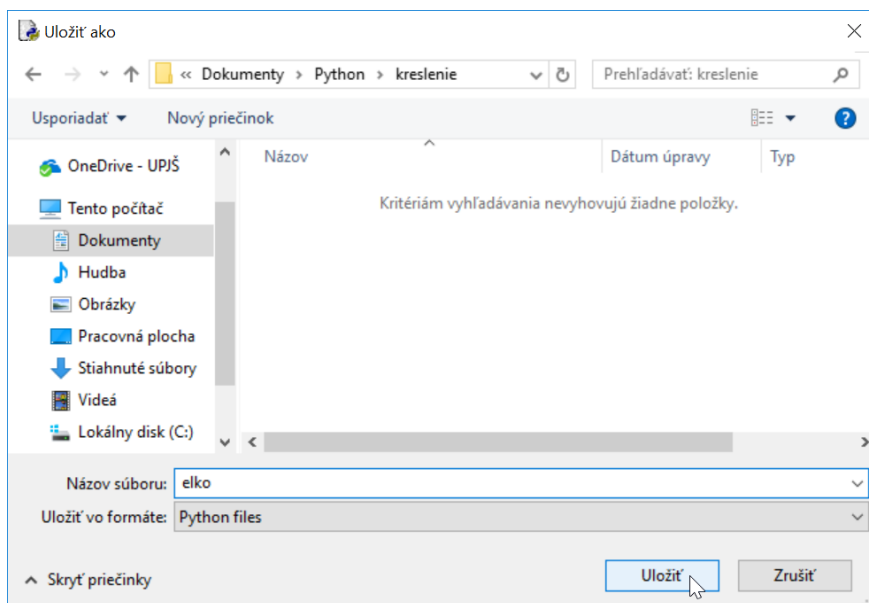 Uložiť ako
« Dokumenty › Python › kreslenie
Prehľadávať: kreslenie
Usporiadať Nový priečinok ?
Názov Dátum úpravy Typ
Kritériám vyhľadávania nevyhovujú žiadne položky.
OneDrive - UPJŠ
Tento počítač
Dokumenty
Hudba
Obrázky
Pracovná plocha
Stiahnuté súbory
Videá
Lokálny disk (C:)
Názov súboru: elko
Uložiť vo formáte: Python files
Skryť priečinky Uložiť Zrušiť